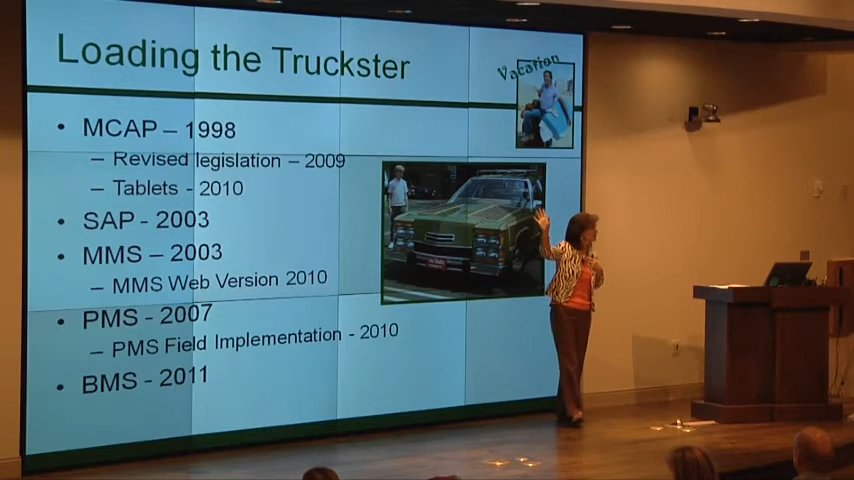 Loading the Truckster
Vacation
• MCAP – 1998
– Revised legislation – 2009
– Tablets - 2010
• SAP - 2003
• MMS – 2003
– MMS Web Version 2010
• PMS - 2007
– PMS Field Implementation - 2010
• BMS - 2011